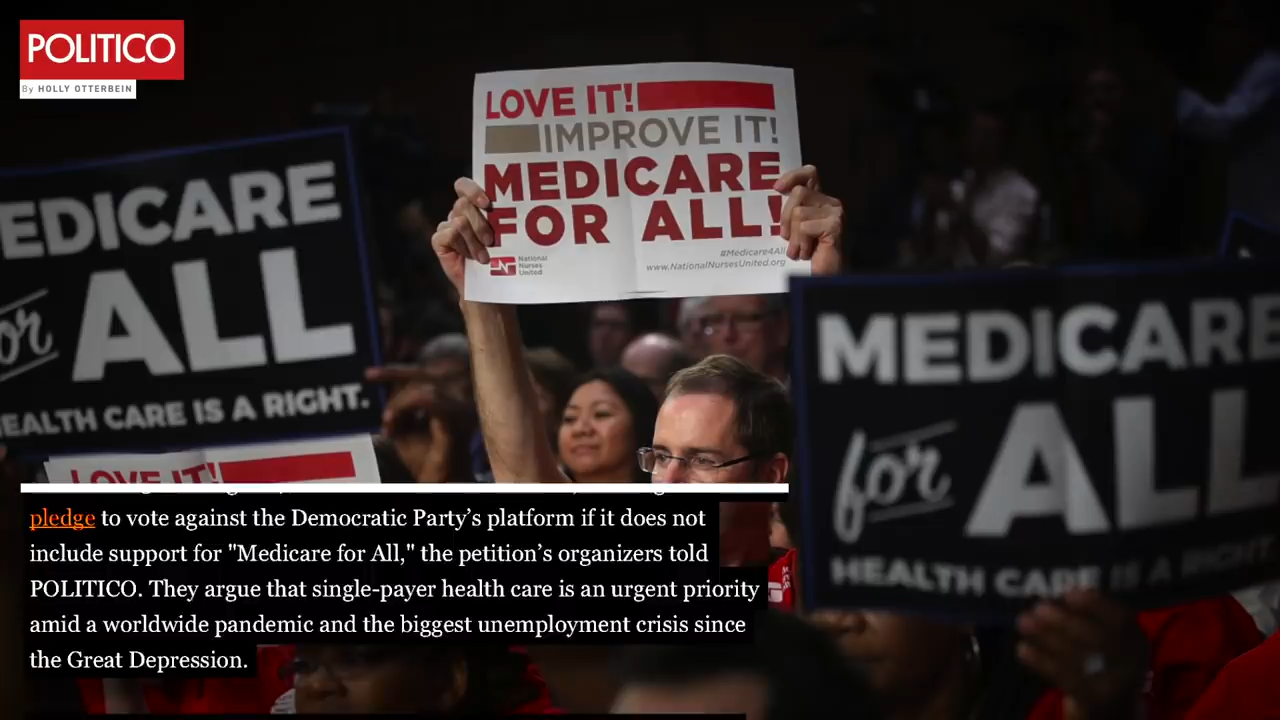 POLITICO
By HOLLY OTTERBEIN
LOVE IT!
IMPROVE IT!
MEDICARE
FOR ALL!
#Medicare4All
National
Nurses
United
www.NationalNursesUnited.org
EDICARE
for
ALL
HEALTH CARE IS A RIGHT.
LOVE IT!
MEDICARE
for
ALL
HEALTH CARE IS A RIGHT
pledge to vote against the Democratic Party’s platform if it does not
include support for "Medicare for All," the petition’s organizers told
POLITICO. They argue that single-payer health care is an urgent priority
amid a worldwide pandemic and the biggest unemployment crisis since
the Great Depression.